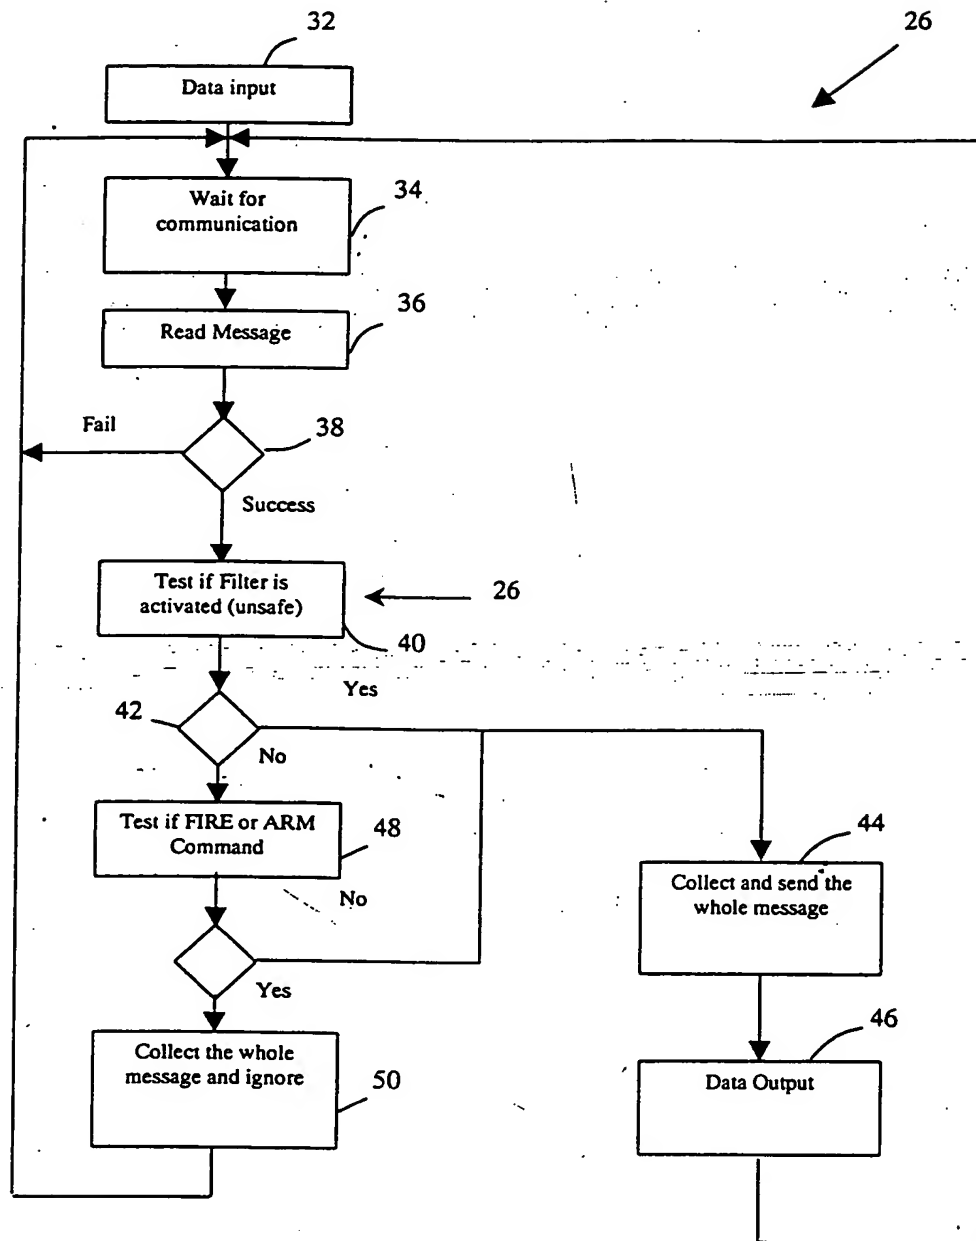 32
26
Data input
Wait for
communication
34
Read Message
36
Fail
38
Success
Test if Filter is
activated (unsafe)
26
40
Yes
42
No
Test if FIRE or ARM
Command
48
44
Collect and send the
whole message
No
Yes
46
Collect the whole
message and ignore
50
Data Output